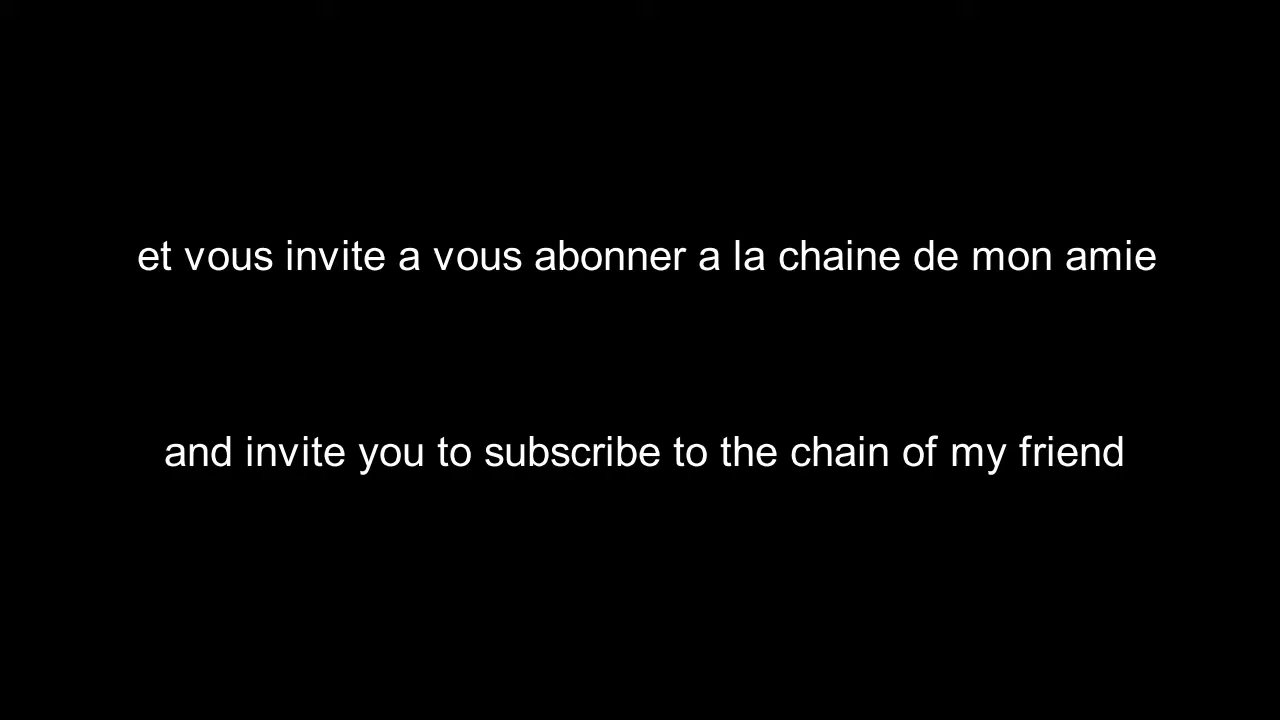 et vous invite a vous abonner a la chaine de mon amie
and invite you to subscribe to the chain of my friend